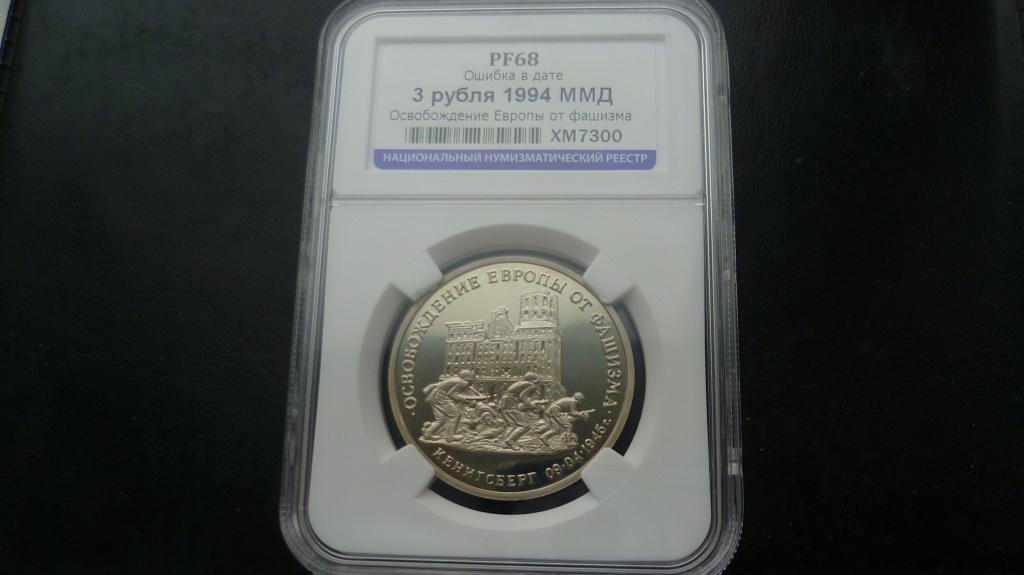 PF68
Ошибка в дате
3 рубля 1994 ММД
Освобождение Европы от фашизма
XM7300
НАЦИОНАЛЬНЫЙ НУМИЗМАТИЧЕСКИЙ РЕЕСТР
·ОСВОБОЖДЕНИЕ ЕВРОПЫ ОТ ФАШИЗМА·
КЕНИГСБЕРГ 09·04·1945г.